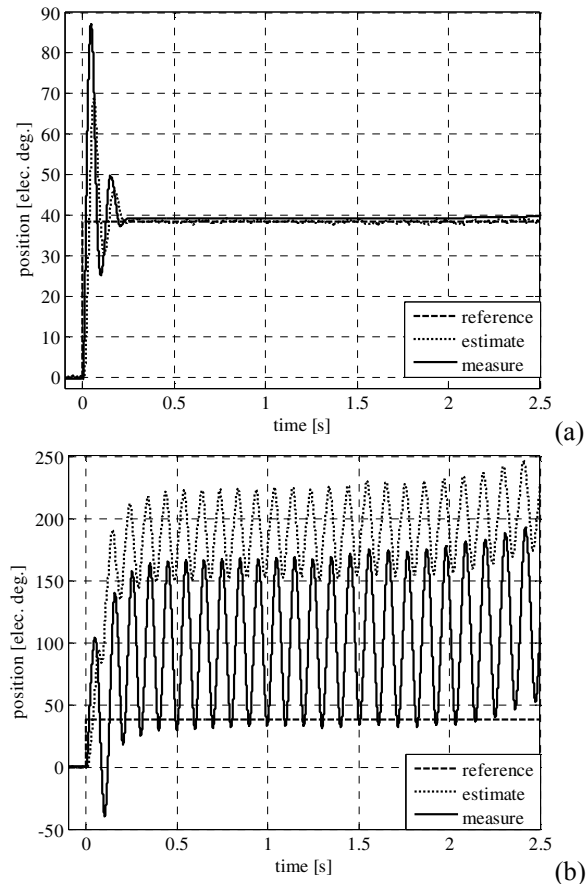 90
80
70
60
50
40
30
20
10
0
position [elec. deg.]
reference
estimate
measure
0 0.5 1 1.5 2 2.5
time [s]
(a)
250
200
150
100
50
0
-50
position [elec. deg.]
reference
estimate
measure
0 0.5 1 1.5 2 2.5
time [s]
(b)